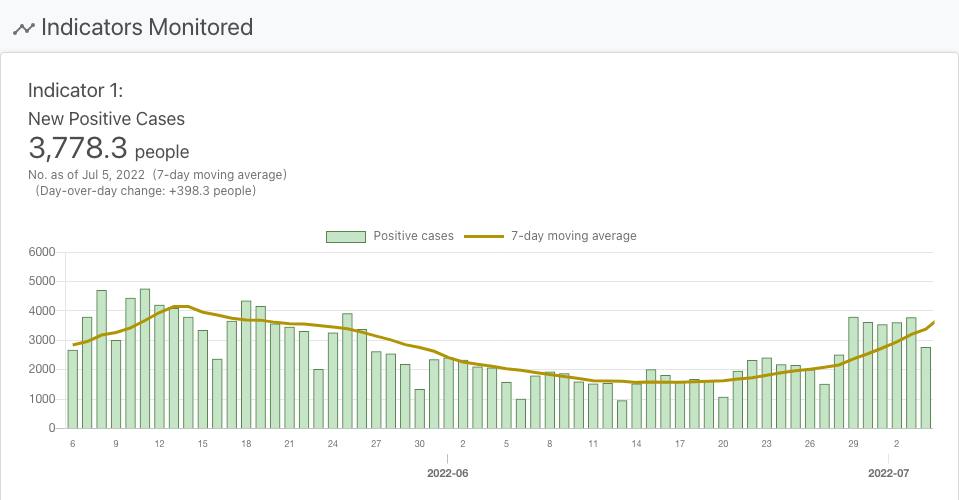 Indicators Monitored
Indicator 1:
New Positive Cases
3,778.3 people
No. as of Jul 5, 2022 (7-day moving average)
(Day-over-day change: +398.3 people)
Positive cases 7-day moving average
6000
5000
4000
3000
2000
1000
0
6 9 12 15 18 21 24 27 30 2 5 8 11 14 17 20 23 26 29 2
2022-06 2022-07